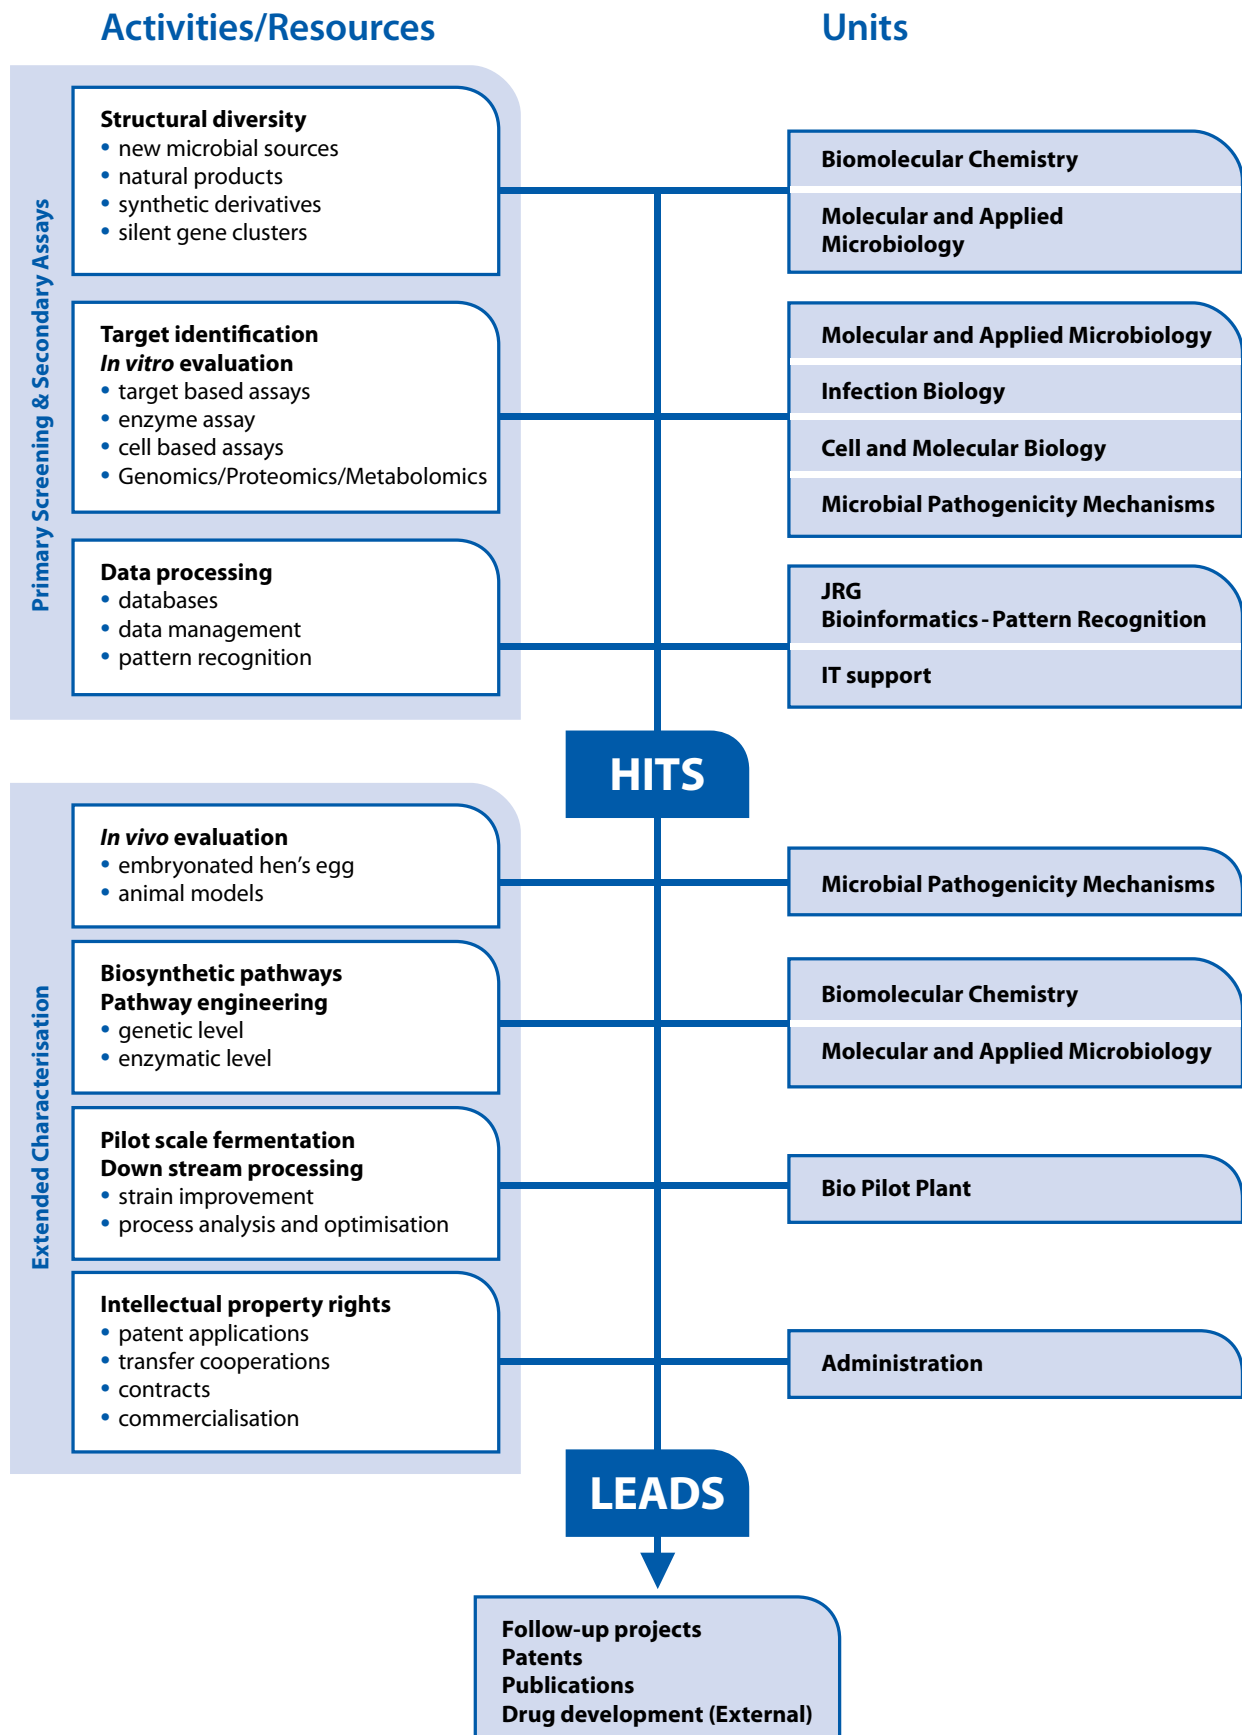 Activities/Resources
Units
Primary Screening & Secondary Assays
Structural diversity
• new microbial sources
• natural products
• synthetic derivatives
• silent gene clusters
Biomolecular Chemistry
Molecular and Applied
Microbiology
Target identification
In vitro evaluation
• target based assays
• enzyme assay
• cell based assays
• Genomics/Proteomics/Metabolomics
Molecular and Applied Microbiology
Infection Biology
Cell and Molecular Biology
Microbial Pathogenicity Mechanisms
Data processing
• databases
• data management
• pattern recognition
JRG
Bioinformatics - Pattern Recognition
IT support
HITS
Extended Characterisation
In vivo evaluation
• embryonated hen's egg
• animal models
Microbial Pathogenicity Mechanisms
Biosynthetic pathways
Pathway engineering
• genetic level
• enzymatic level
Biomolecular Chemistry
Molecular and Applied Microbiology
Pilot scale fermentation
Down stream processing
• strain improvement
• process analysis and optimisation
Bio Pilot Plant
Intellectual property rights
• patent applications
• transfer cooperations
• contracts
• commercialisation
Administration
LEADS
Follow-up projects
Patents
Publications
Drug development (External)